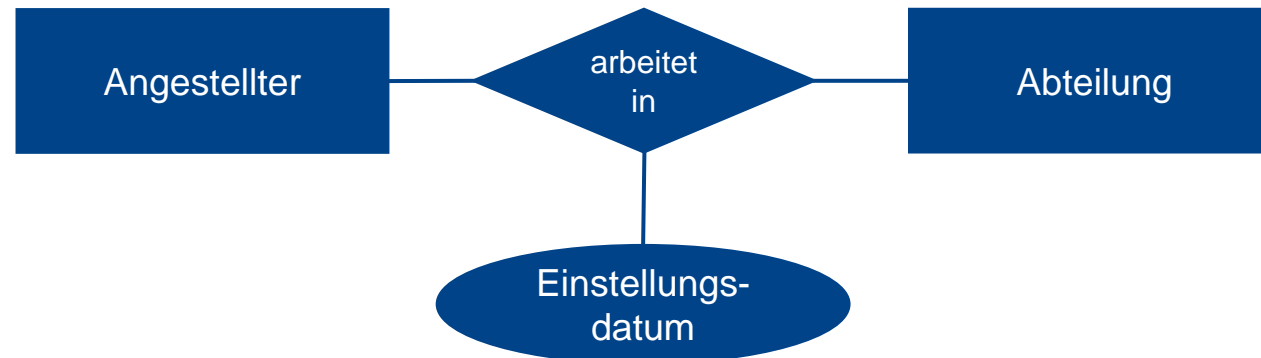 Angestellter
arbeitet
in
Abteilung
Einstellungs-
datum